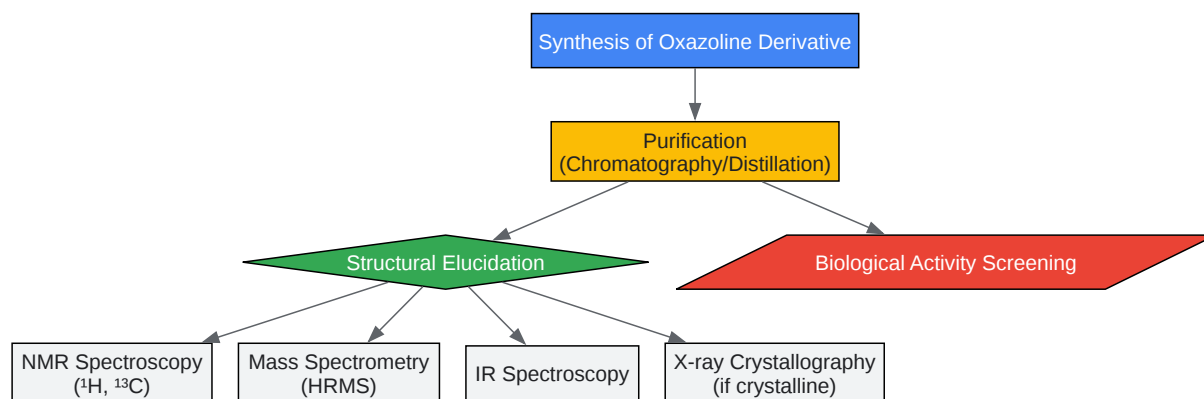 Synthesis of Oxazoline Derivative
Purification
(Chromatography/Distillation)
Structural Elucidation
Biological Activity Screening
NMR Spectroscopy
(¹H, ¹³C)
Mass Spectrometry
(HRMS)
IR Spectroscopy
X-ray Crystallography
(if crystalline)